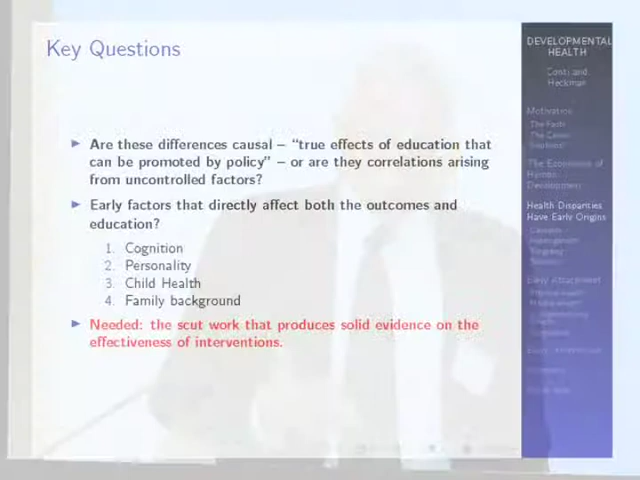 Key Questions
Are these differences causal – “true effects of education that
can be promoted by policy” – or are they correlations arising
from uncontrolled factors?
Early factors that directly affect both the outcomes and
education?
1. Cognition
2. Personality
3. Child Health
4. Family background
Needed: the scut work that produces solid evidence on the
effectiveness of interventions.
DEVELOPMENTAL
HEALTH
Conti and
Heckman
Motivation
The Facts
The Economics of
Human
Development
Health Disparities
Have Early Origins